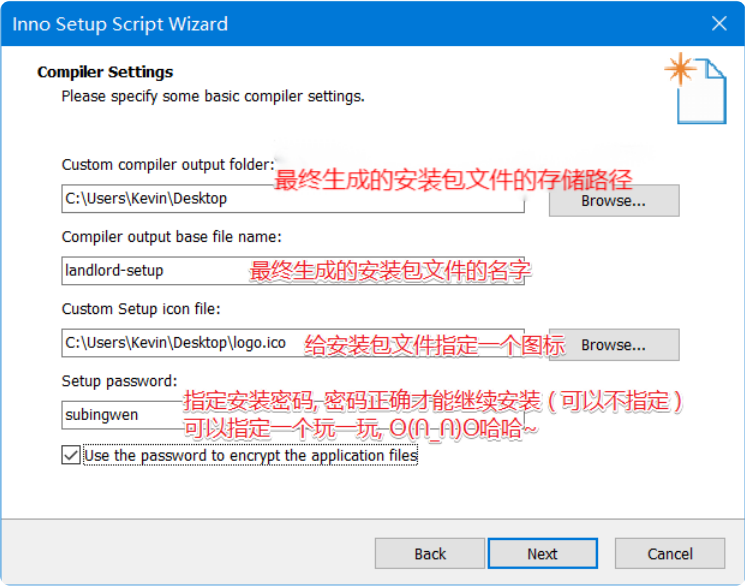 Inno Setup Script Wizard
Compiler Settings
Please specify some basic compiler settings.
Custom compiler output folder:
最终生成的安装包文件的存储路径
C:\Users\Kevin\Desktop
Browse...
Compiler output base file name:
landlord-setup
最终生成的安装包文件的名字
Custom Setup icon file:
C:\Users\Kevin\Desktop\logo.ico
给安装包文件指定一个图标
Browse...
Setup password:
指定安装密码, 密码正确才能继续安装 ( 可以不指定 )
subingwen
可以指定一个玩一玩, O(∩_∩)O哈哈~
Use the password to encrypt the application files
Back
Next
Cancel